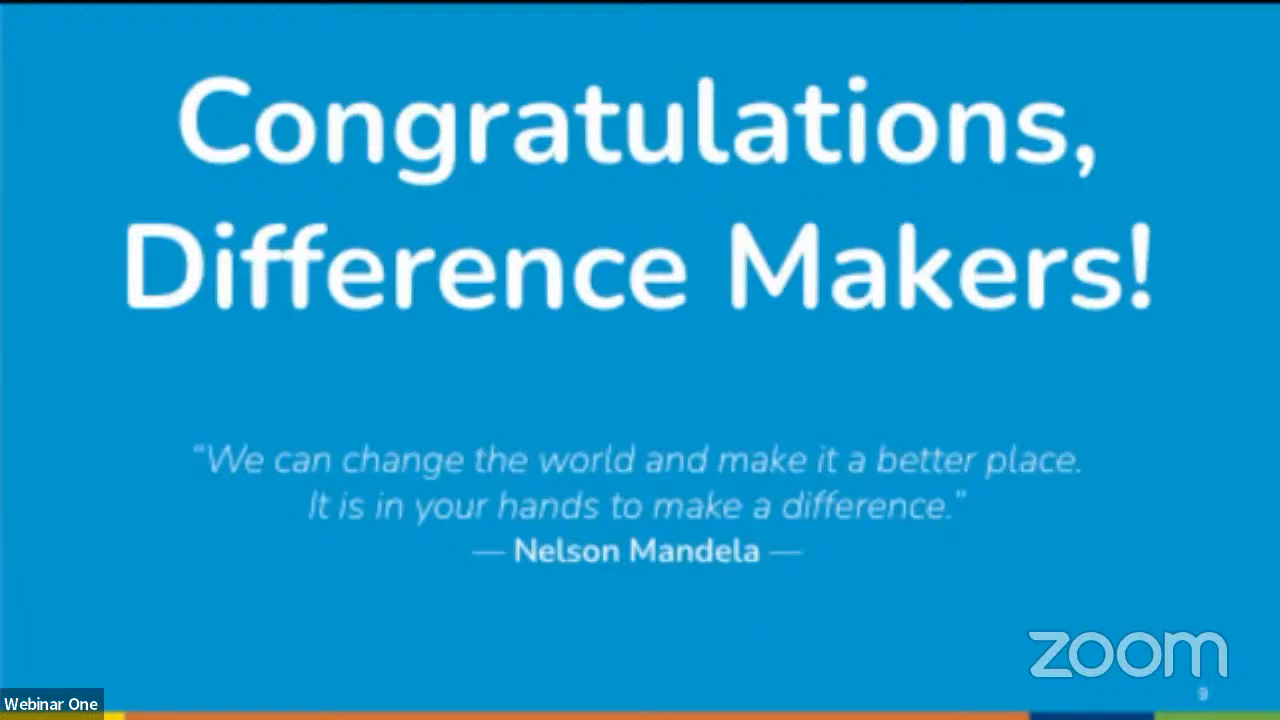 Congratulations,
Difference Makers!
“We can change the world and make it a better place.
It is in your hands to make a difference.”
— Nelson Mandela —
zoom
9
Webinar One